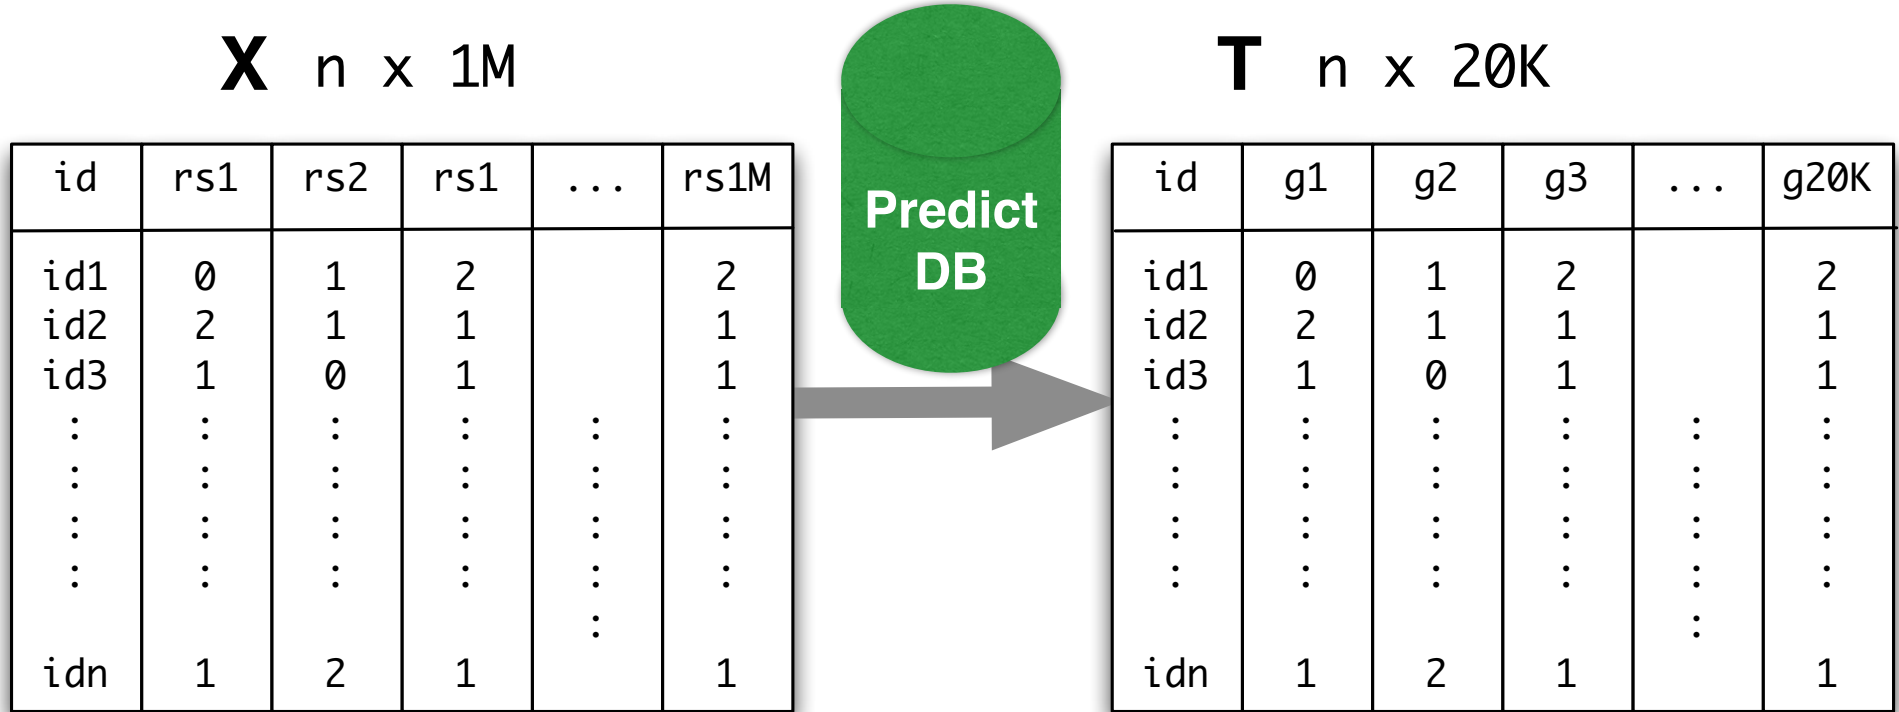 X n x 1M
Predict
DB
T n x 20K
id rs1 rs2 rs1 ... rs1M
id1 0 1 2 2
id2 2 1 1 1
id3 1 0 1 1
: : : : : :
: : : : : :
: : : : : :
: : : : : :
:
idn 1 2 1 1
id g1 g2 g3 ... g20K
id1 0 1 2 2
id2 2 1 1 1
id3 1 0 1 1
: : : : : :
: : : : : :
: : : : : :
: : : : : :
:
idn 1 2 1 1